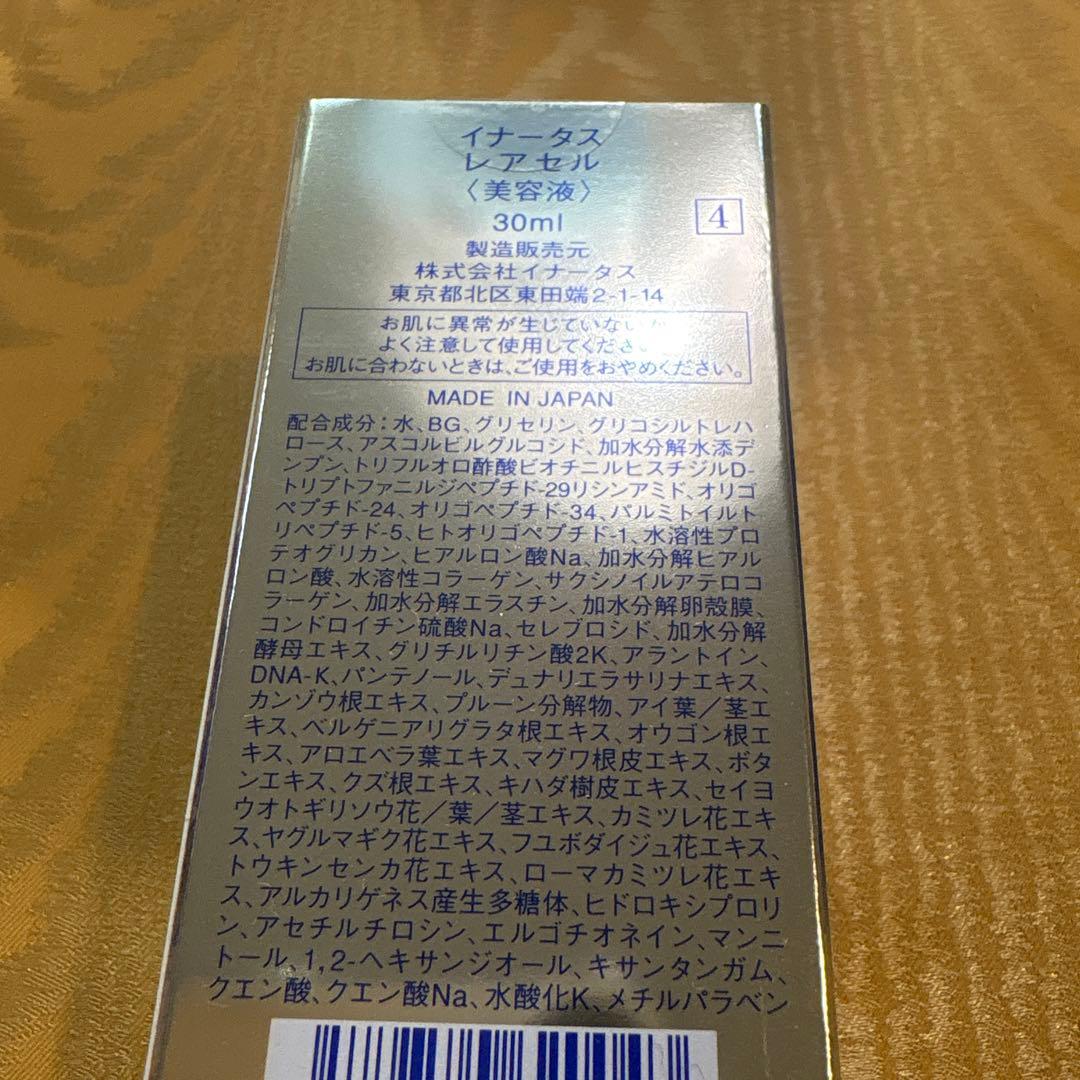 イナータス
レアセル
〈美容液〉
30ml
4
製造販売元
株式会社イナータス
東京都北区東田端2-1-14
お肌に異常が生じていない
よく注意して使用してくださ
お肌に合わないときは、ご使用をおやめください。
MADE IN JAPAN
配合成分:水、BG、グリセリン、グリコシルトレハ
ロース、アスコルビルグルコシド、加水分解水添デ
ンプン、トリフルオロ酢酸ビオチニルヒスチジルD-
トリプトファニルジペプチド-29リシンアミド、オリゴ
ペプチド-24、オリゴペプチド-34、パルミトイルト
リペプチド-5、ヒトオリゴペプチド-1、水溶性プロ
テオグリカン、ヒアルロン酸Na、加水分解ヒアル
ロン酸、水溶性コラーゲン、サクシノイルアテロコ
ラーゲン、加水分解エラスチン、加水分解卵殻膜、
コンドロイチン硫酸Na、セレブロシド、加水分解
酵母エキス、グリチルリチン酸2K、アラントイン、
DNA-K、パンテノール、デュナリエラサリナエキス、
カンゾウ根エキス、プルーン分解物、アイ葉/茎エ
キス、ベルゲニアリグラタ根エキス、オウゴン根エ
キス、アロエベラ葉エキス、マグワ根皮エキス、ボタ
ンエキス、クズ根エキス、キハダ樹皮エキス、セイヨ
ウオトギリソウ花/葉/茎エキス、カミツレ花エキ
ス、ヤグルマギク花エキス、フユボダイジュ花エキス、
トウキンセンカ花エキス、ローマカミツレ花エキ
ス、アルカリゲネス産生多糖体、ヒドロキシプロリ
ン、アセチルチロシン、エルゴチオネイン、マンニ
トール、1,2-ヘキサンジオール、キサンタンガム、
クエン酸、クエン酸Na、水酸化K、メチルパラベン